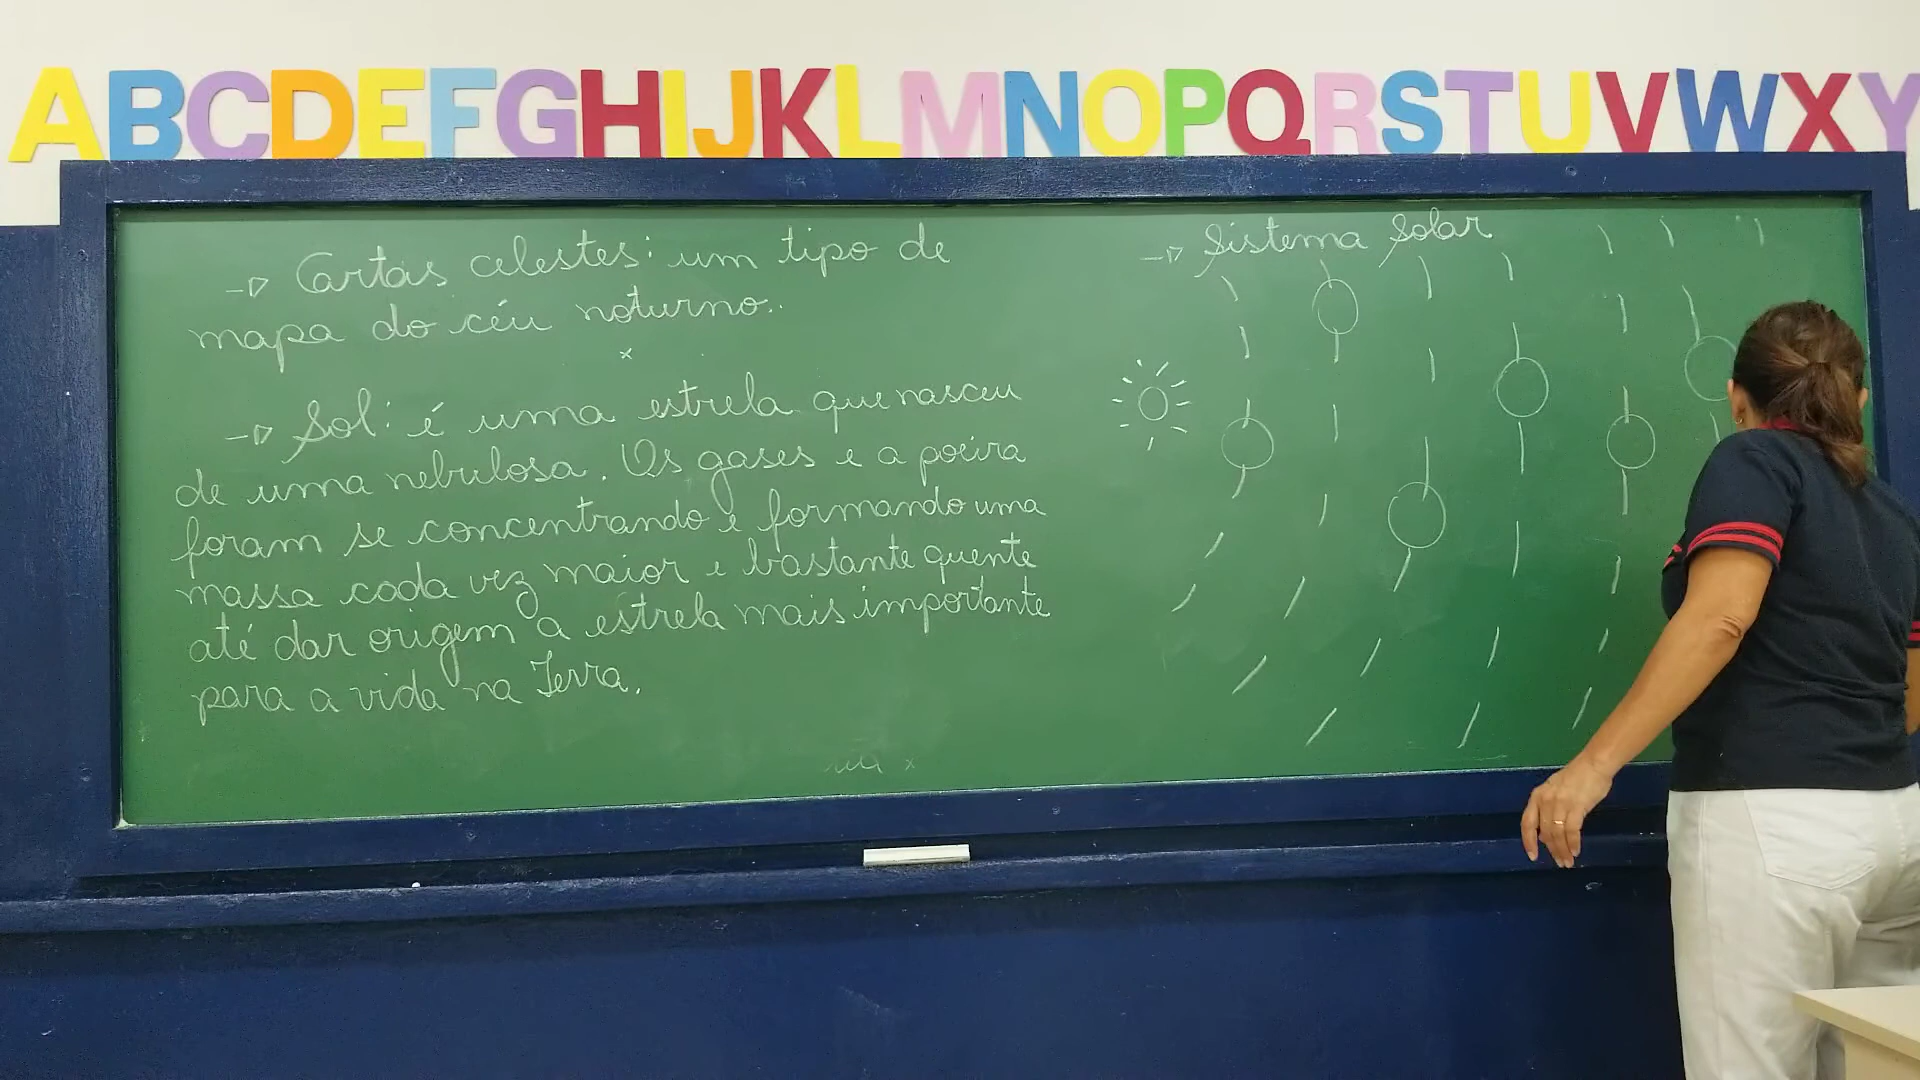 ABCDEFGHIJKLMNOPQRSTUVWXY
→ Cartas celestes: um tipo de
mapa do céu noturno.
x
→ Sol: é uma estrela que nasceu
de uma nebulosa. Os gases e a poeira
foram se concentrando e formando uma
massa cada vez maior e bastante quente
até dar origem a estrela mais importante
para a vida na Terra.
→ Sistema Solar